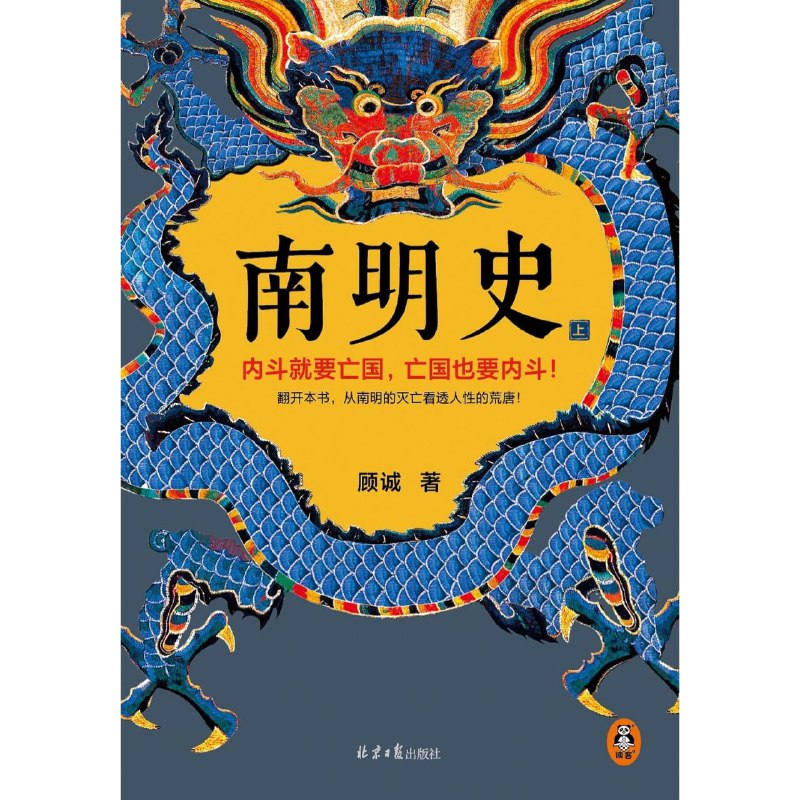 南明史 上
内斗就要亡国，亡国也要内斗！
翻开本书，从南明的灭亡看透人性的荒唐！
顾诚 著
北京日报出版社
读客